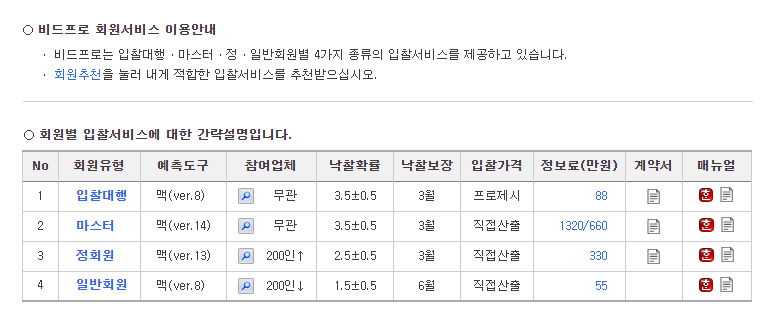 ○ 비드프로 회원서비스 이용안내
· 비드프로는 입찰대행 · 마스터 · 정 · 일반회원별 4가지 종류의 입찰서비스를 제공하고 있습니다.
· 회원추천을 눌러 내게 적합한 입찰서비스를 추천받으십시오.
○ 회원별 입찰서비스에 대한 간략설명입니다.
No 회원유형 예측도구 참여업체 낙찰확률 낙찰보장 입찰가격 정보료(만원) 계약서 매뉴얼
1 입찰대행 맥(ver.8) 무관 3.5±0.5 3월 프로제시 88
2 마스터 맥(ver.14) 무관 3.5±0.5 3월 직접산출 1320/660
3 정회원 맥(ver.13) 200인↑ 2.5±0.5 3월 직접산출 330
4 일반회원 맥(ver.8) 200인↓ 1.5±0.5 6월 직접산출 55